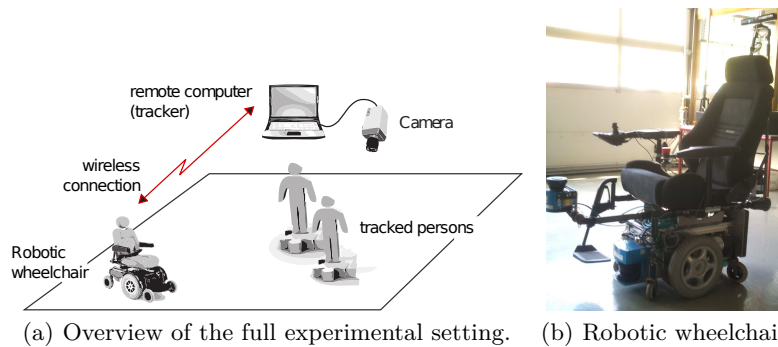 remote computer
(tracker)
Camera
wireless
connection
tracked persons
Robotic
wheelchair
(a) Overview of the full experimental setting.
(b) Robotic wheelchai